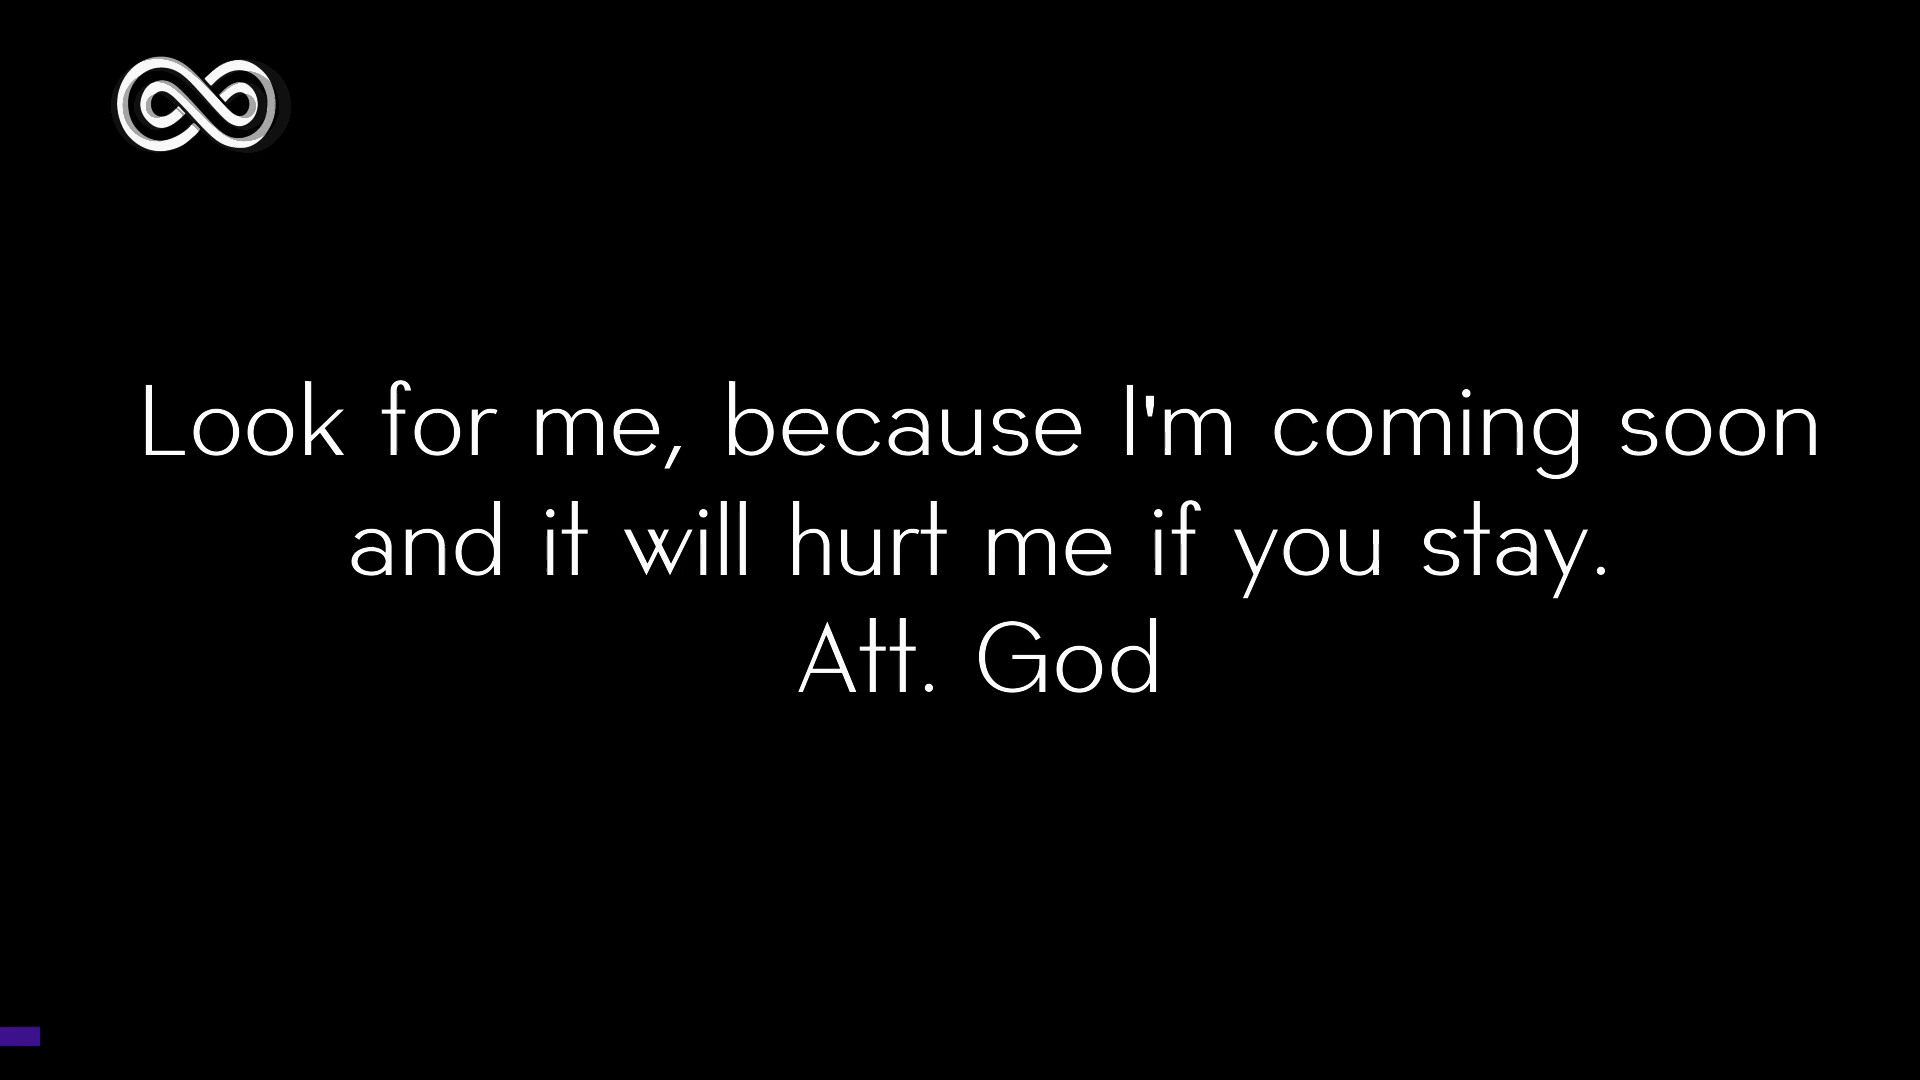 Look for me, because I'm coming soon
and it will hurt me if you stay.
Att. God